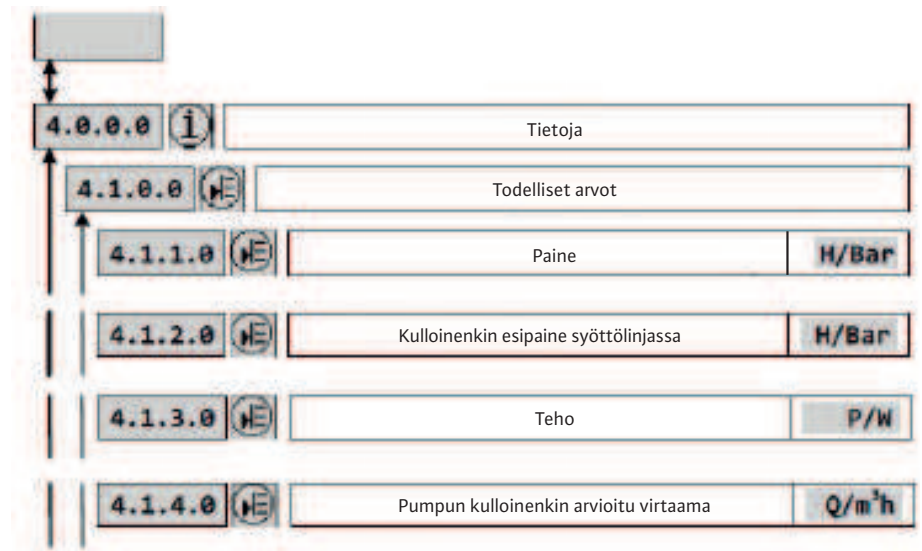 4.0.0.0 i Tietoja
4.1.0.0 Todelliset arvot
4.1.1.0 Paine H/Bar
4.1.2.0 Kulloinenkin esipaine syöttölinjassa H/Bar
4.1.3.0 Teho P/W
4.1.4.0 Pumpun kulloinenkin arvioitu virtaama Q/m³h